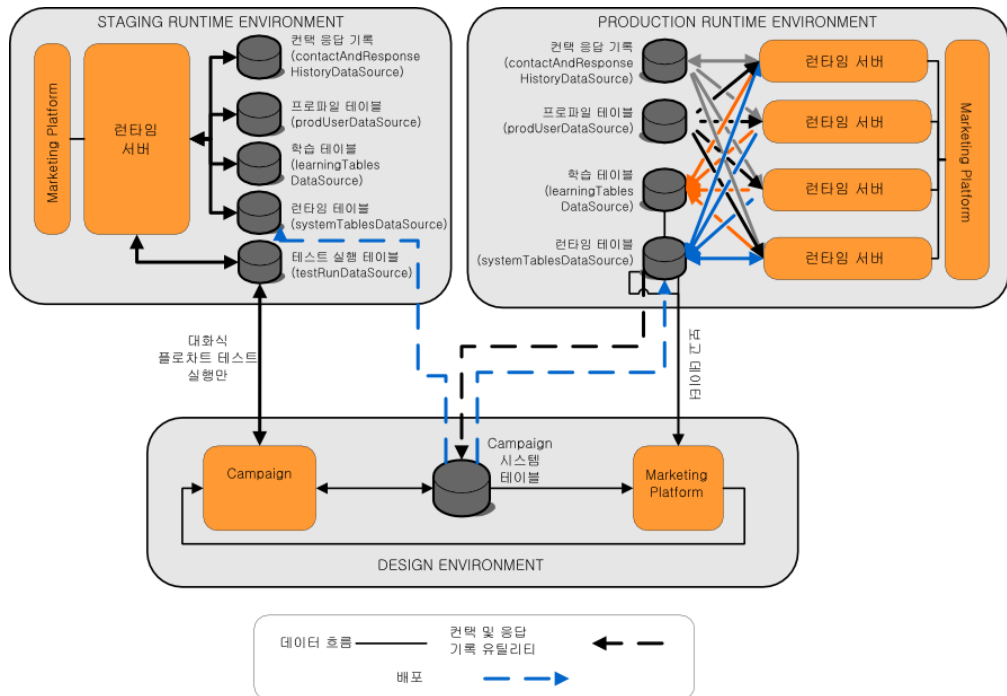 STAGING RUNTIME ENVIRONMENT
Marketing Platform
런타임
서버
컨택 응답 기록
(contactAndResponse
HistoryDataSource)
프로파일 테이블
(prodUserDataSource)
학습 테이블
(learningTables
DataSource)
런타임 테이블
(systemTablesDataSource)
테스트 실행 테이블
(testRunDataSource)
PRODUCTION RUNTIME ENVIRONMENT
컨택 응답 기록
(contactAndResponse
HistoryDataSource)
프로파일 테이블
(prodUserDataSource)
학습 테이블
(learningTables
DataSource)
런타임 테이블
(systemTablesDataSource)
런타임 서버
런타임 서버
런타임 서버
런타임 서버
Marketing Platform
대화식
플로차트 테스트
실행만
보고 데이터
Campaign
Campaign
시스템
테이블
Marketing
Platform
DESIGN ENVIRONMENT
데이터 흐름
컨택 및 응답
기록 유틸리티
배포